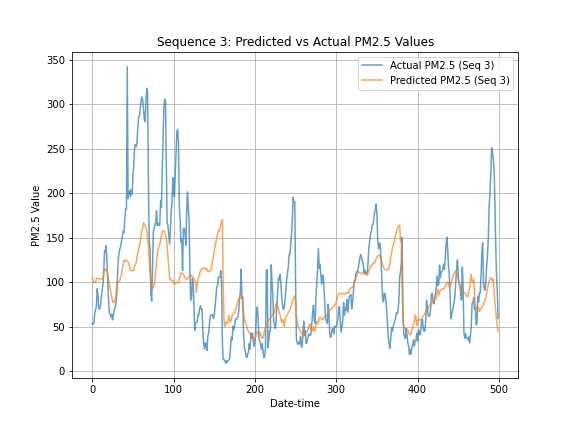 Sequence 3: Predicted vs Actual PM2.5 Values
Actual PM2.5 (Seq 3)
Predicted PM2.5 (Seq 3)
PM2.5 Value
350
300
250
200
150
100
50
0
0 100 200 300 400 500
Date-time